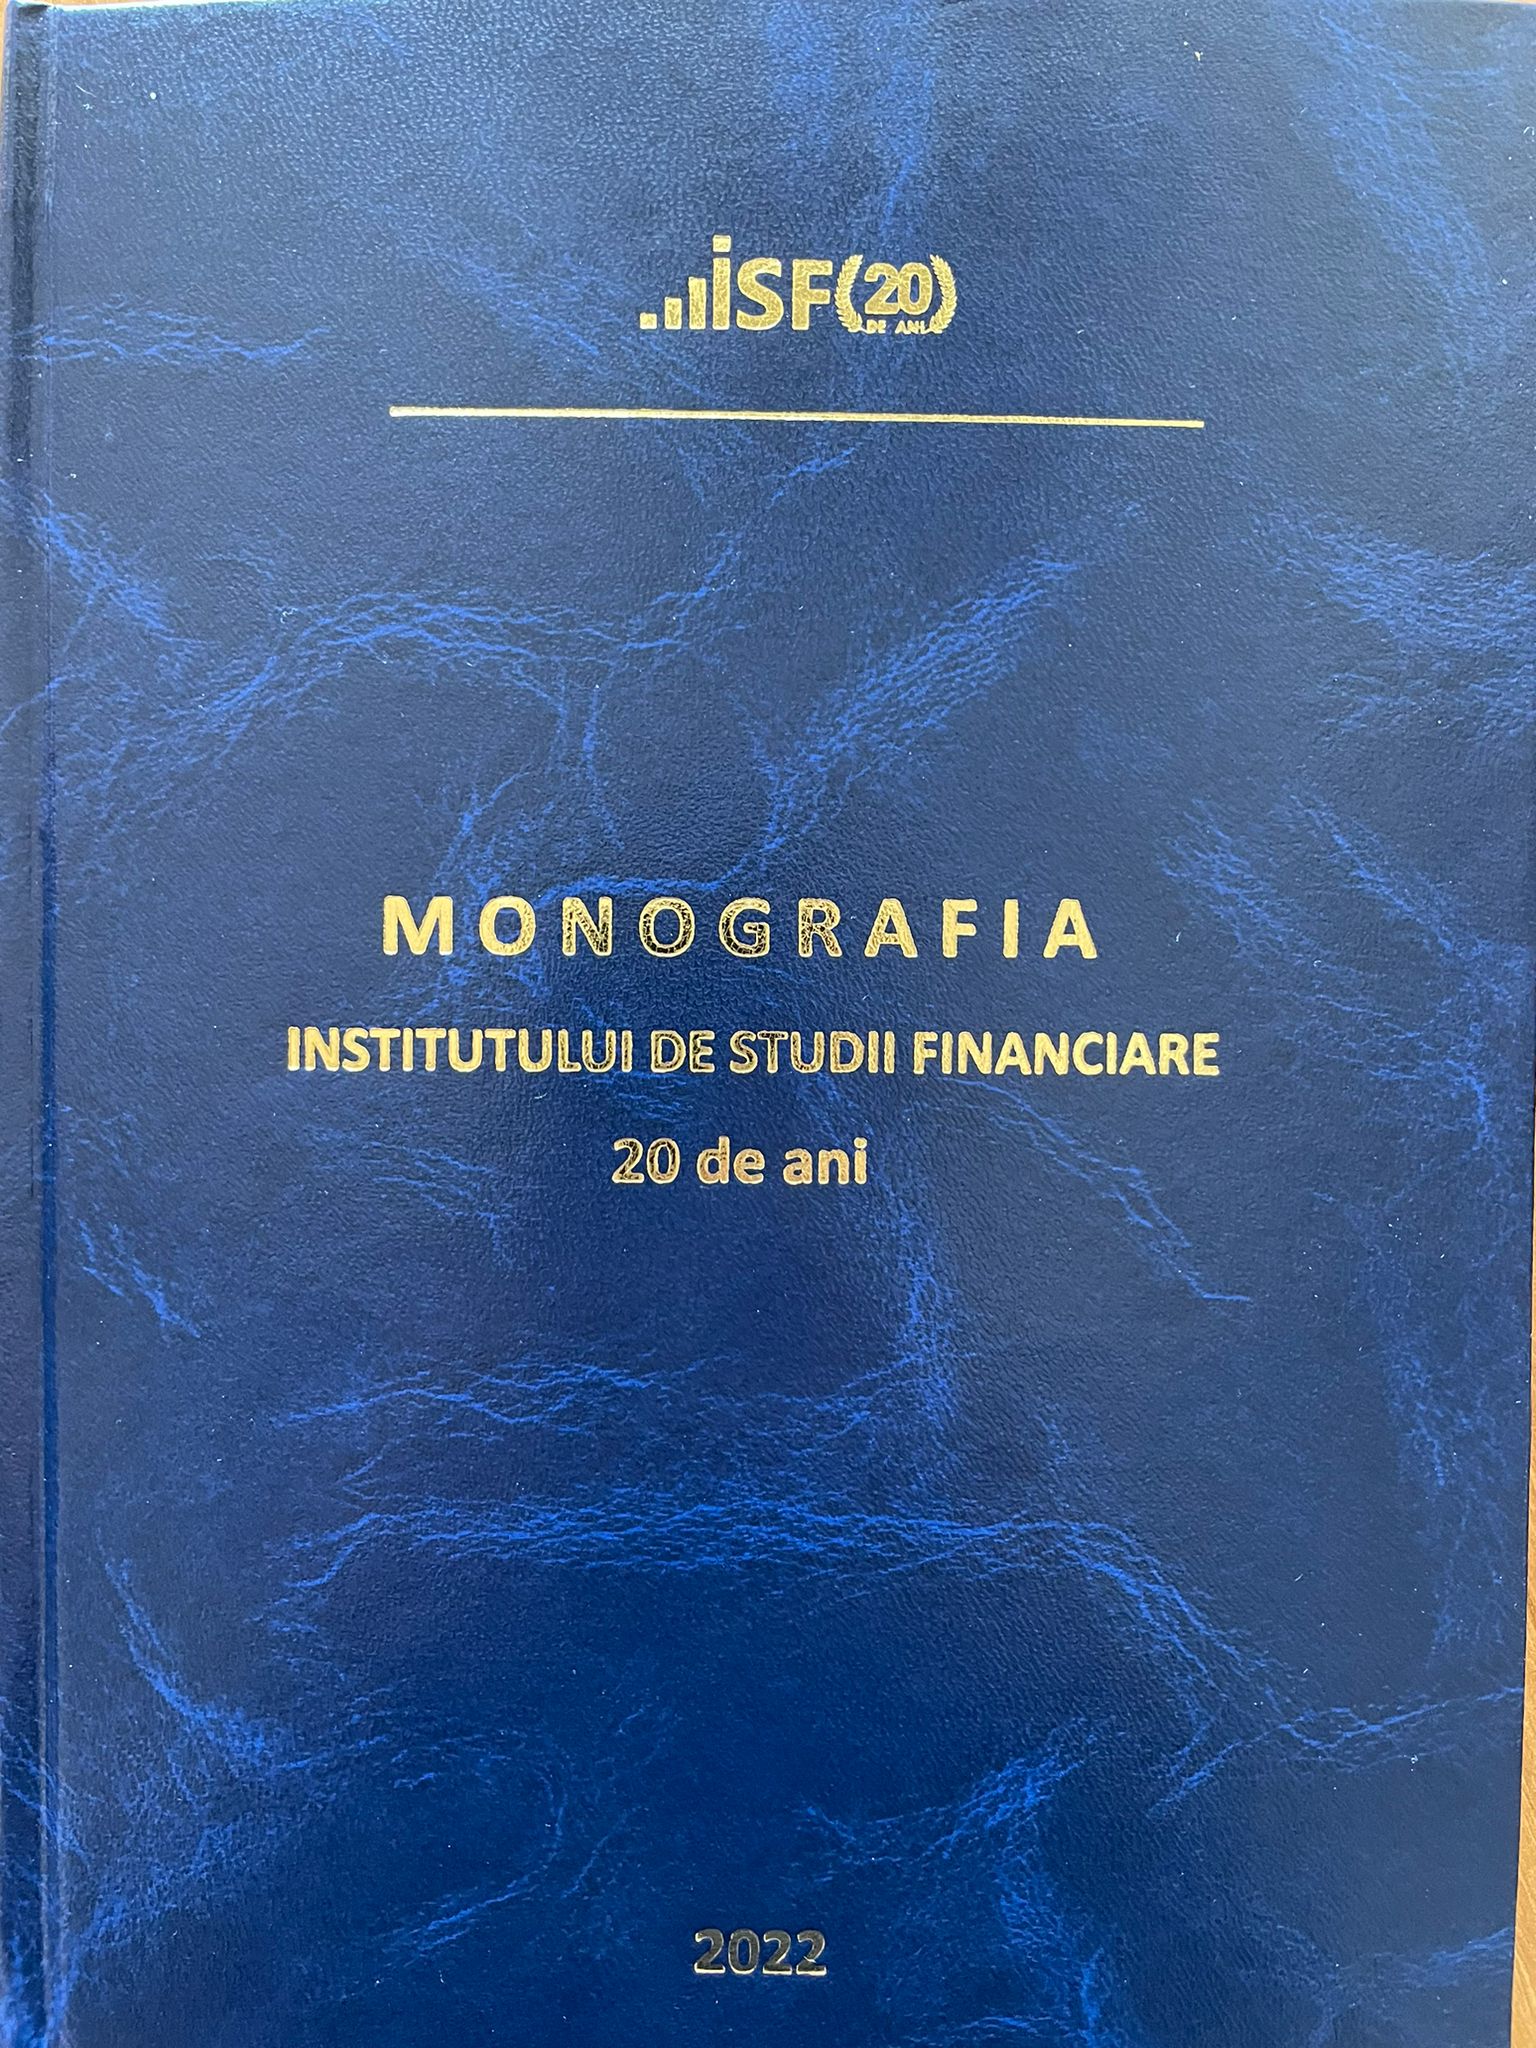 iSF 20
DE ANI
MONOGRAFIA
INSTITUTULUI DE STUDII FINANCIARE
20 de ani
2022